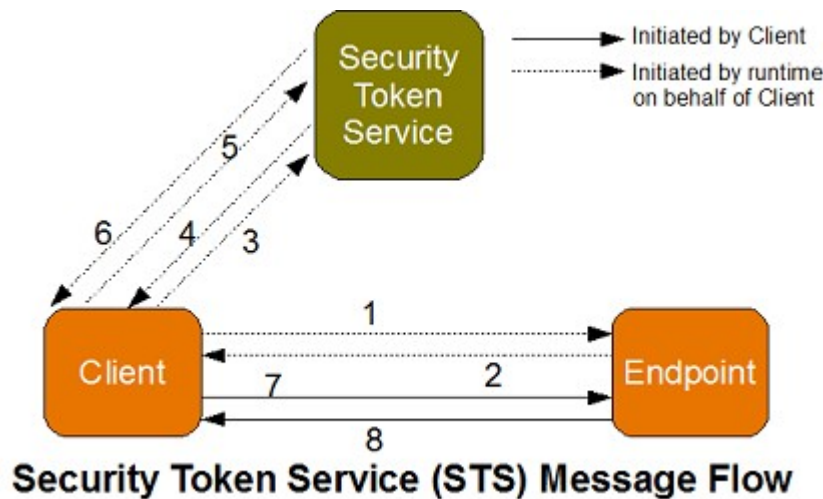 Security
Token
Service
Initiated by Client
Initiated by runtime
on behalf of Client
5
6
4
3
1
2
Client
Endpoint
7
8
Security Token Service (STS) Message Flow